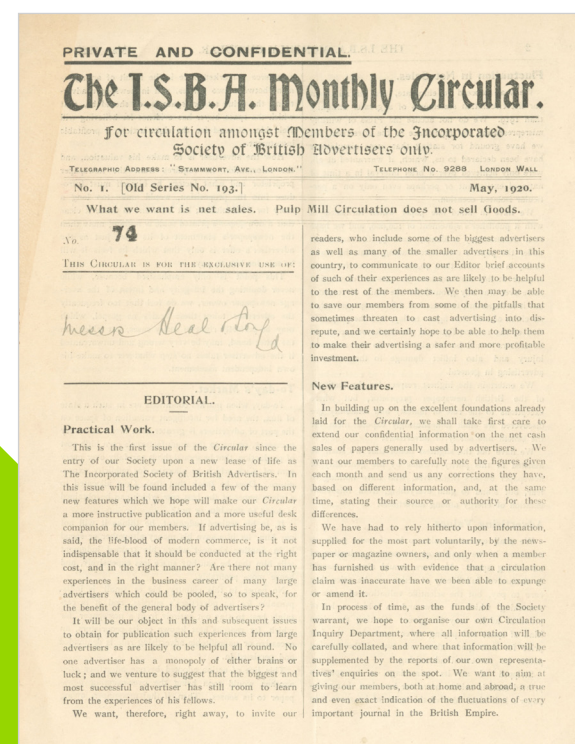 PRIVATE AND CONFIDENTIAL.
The I.S.B.A. Monthly Circular.
For circulation amongst Members of the Incorporated
Society of British Advertisers only.
TELEGRAPHIC ADDRESS: "STAMMWORT, AVE., LONDON." TELEPHONE NO. 9288 LONDON WALL
No. 1. [Old Series No. 193.] May, 1920.
What we want is net sales. Pulp Mill Circulation does not sell Goods.
No. 74
THIS CIRCULAR IS FOR THE EXCLUSIVE USE OF:
Messrs Heal & Son
EDITORIAL.
Practical Work.
This is the first issue of the Circular since the
entry of our Society upon a new lease of life as
The Incorporated Society of British Advertisers. In
this issue will be found included a few of the many
new features which we hope will make our Circular
a more instructive publication and a more useful desk
companion for our members. If advertising be, as is
said, the life-blood of modern commerce, is it not
indispensable that it should be conducted at the right
cost, and in the right manner? Are there not many
experiences in the business career of many large
advertisers which could be pooled, so to speak, for
the benefit of the general body of advertisers?
It will be our object in this and subsequent issues
to obtain for publication such experiences from large
advertisers as are likely to be helpful all round. No
one advertiser has a monopoly of either brains or
luck; and we venture to suggest that the biggest and
most successful advertiser has still room to learn
from the experiences of his fellows.
We want, therefore, right away, to invite our
readers, who include some of the biggest advertisers
as well as many of the smaller advertisers in this
country, to communicate to our Editor brief accounts
of such of their experiences as are likely to be helpful
to the rest of the members. We then may be able
to save our members from some of the pitfalls that
sometimes threaten to cast advertising into dis-
repute, and we certainly hope to be able to help them
to make their advertising a safer and more profitable
investment.
New Features.
In building up on the excellent foundations already
laid for the Circular, we shall take first care to
extend our confidential information on the net cash
sales of papers generally used by advertisers. We
want our members to carefully note the figures given
each month and send us any corrections they have,
based on different information, and, at the same
time, stating their source or authority for these
differences.
We have had to rely hitherto upon information,
supplied for the most part voluntarily, by the news-
paper or magazine owners, and only when a member
has furnished us with evidence that a circulation
claim was inaccurate have we been able to expunge
or amend it.
In process of time, as the funds of the Society
warrant, we hope to organise our own Circulation
Inquiry Department, where all information will be
carefully collated, and where that information will be
supplemented by the reports of our own representa-
tives' enquiries on the spot. We want to aim at
giving our members, both at home and abroad, a true
and even exact indication of the fluctuations of every
important journal in the British Empire.